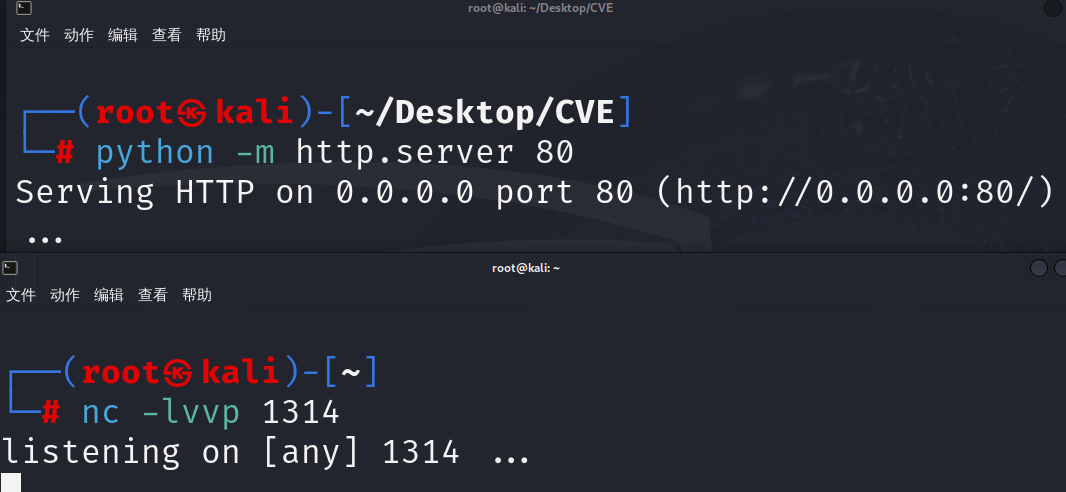 root@kali: ~/Desktop/CVE
文件 动作 编辑 查看 帮助
┌──(root㉿kali)-[~/Desktop/CVE]
└─# python -m http.server 80
Serving HTTP on 0.0.0.0 port 80 (http://0.0.0.0:80/)
...
root@kali: ~
文件 动作 编辑 查看 帮助
┌──(root㉿kali)-[~]
└─# nc -lvvp 1314
listening on [any] 1314 ...